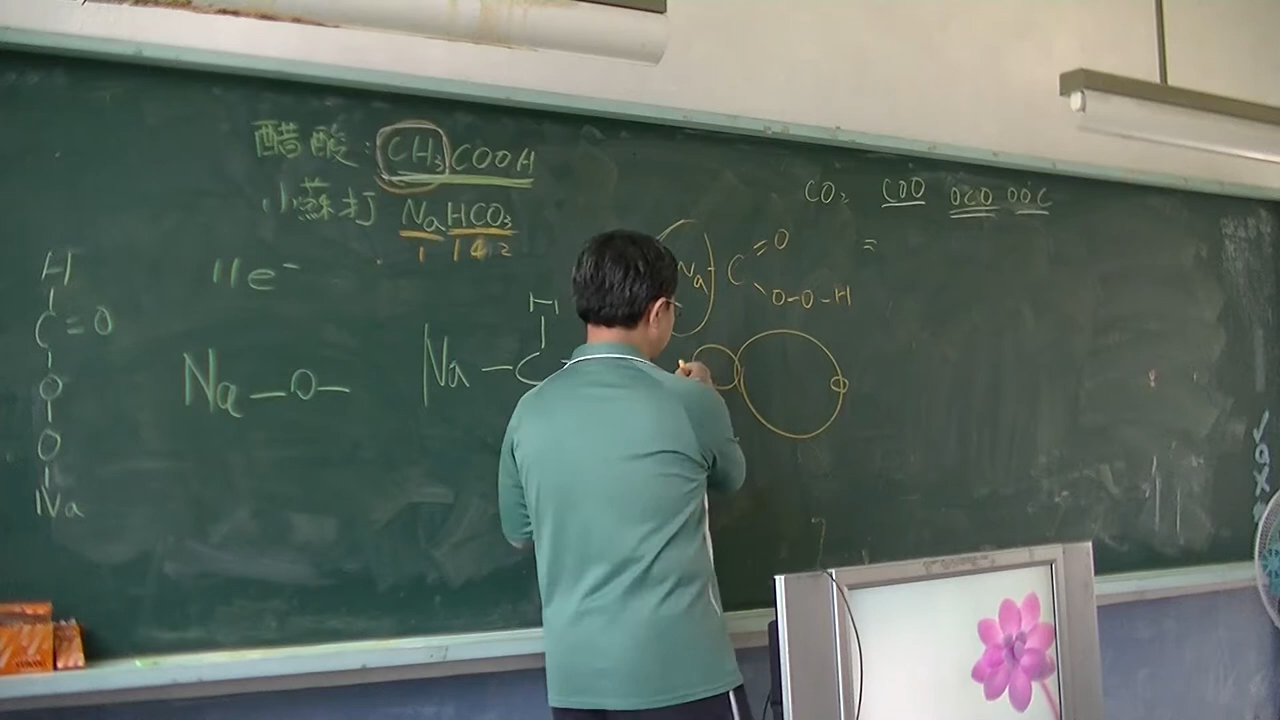 醋酸:CH₃COOH
小蘇打 NaHCO₃
1 1 4 2
CO₂ COO OCO OOC
H
C=O
O
O
Na
11e⁻
Na-O-
H
Na-C
Na C =O
O-O-H
=